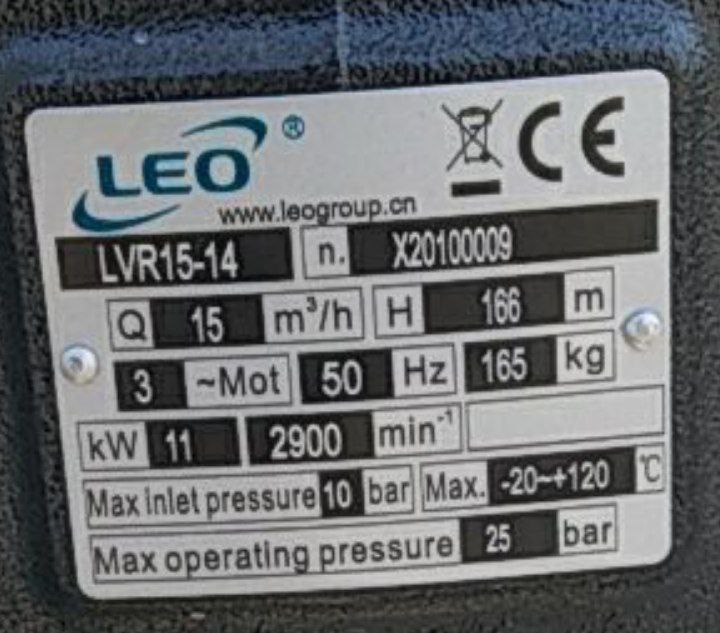 LEO ®
CE
www.leogroup.cn
LVR15-14 n. X20100009
Q 15 m³/h H 166 m
3 ~Mot 50 Hz 165 kg
kW 11 2900 min⁻¹
Max inlet pressure 10 bar Max. -20~+120 ℃
Max operating pressure 25 bar